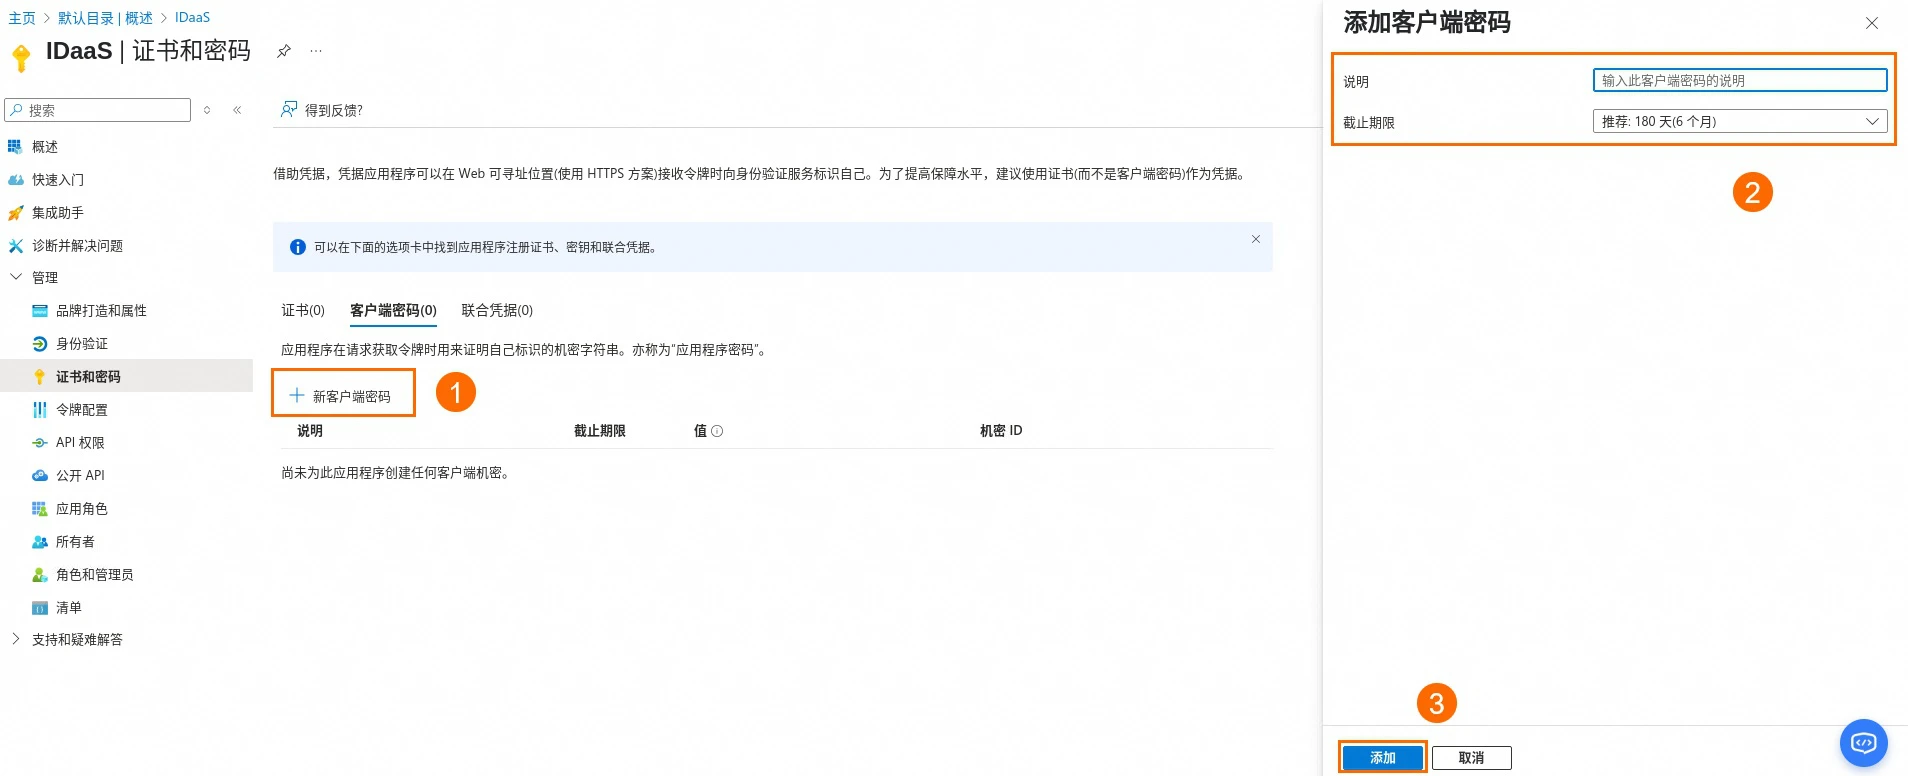 主页 > 默认目录 | 概述 > IDaaS
IDaaS | 证书和密码
搜索
概述
快速入门
集成助手
诊断并解决问题
管理
品牌打造和属性
身份验证
证书和密码
令牌配置
API 权限
公开 API
应用角色
所有者
角色和管理员
清单
支持和疑难解答
得到反馈?
借助凭据，凭据应用程序可以在 Web 可寻址位置(使用 HTTPS 方案)接收令牌时向身份验证服务标识自己。为了提高保障水平，建议使用证书(而不是客户端密码)作为凭据。
可以在下面的选项卡中找到应用程序注册证书、密钥和联合凭据。
证书(0) 客户端密码(0) 联合凭据(0)
应用程序在请求获取令牌时用来证明自己标识的机密字符串。亦称为"应用程序密码"。
新客户端密码
1
说明 截止期限 值 机密 ID
尚未为此应用程序创建任何客户端机密。
添加客户端密码
说明 输入此客户端密码的说明
截止期限 推荐: 180 天(6 个月)
2
3
添加 取消